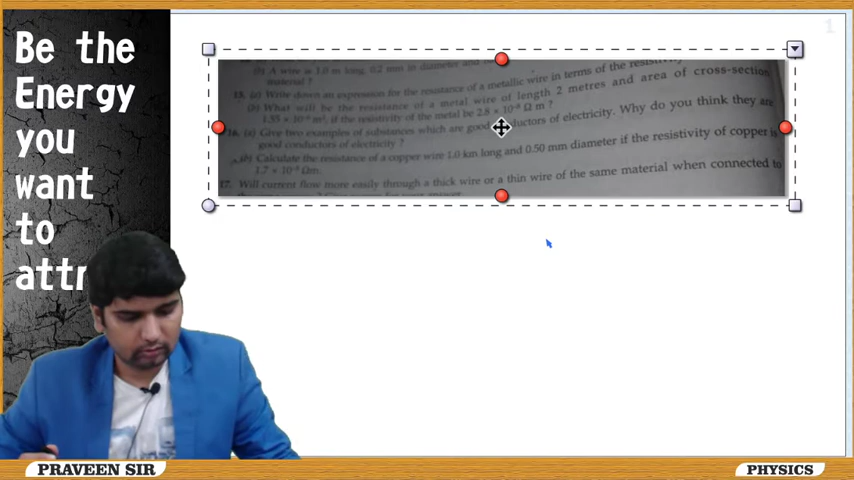 Be the
Energy
you
want
to
attr
1
(b) A wire is 1.0 m long, 0.2 mm in diameter and
material ?
15. (a) Write down an expression for the resistance of a metallic wire in terms of the resistivity
(b) What will be the resistance of a metal wire of length 2 metres and area of cross-section
1.55 × 10⁻⁶ m², if the resistivity of the metal be 2.8 × 10⁻⁸ Ω m ?
16. (a) Give two examples of substances which are good conductors of electricity. Why do you think they are
good conductors of electricity ?
(b) Calculate the resistance of a copper wire 1.0 km long and 0.50 mm diameter if the resistivity of copper is
1.7 × 10⁻⁸ Ωm.
17. Will current flow more easily through a thick wire or a thin wire of the same material when connected to
PRAVEEN SIR
PHYSICS